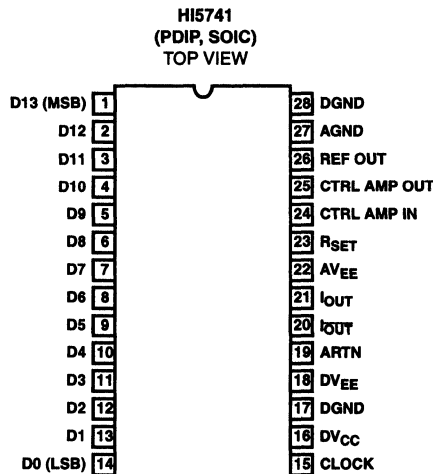 HI5741
(PDIP, SOIC)
TOP VIEW
D13 (MSB) 1 28 DGND
D12 2 27 AGND
D11 3 26 REF OUT
D10 4 25 CTRL AMP OUT
D9 5 24 CTRL AMP IN
D8 6 23 RSET
D7 7 22 AVEE
D6 8 21 IOUT
D5 9 20 I̅O̅U̅T̅
D4 10 19 ARTN
D3 11 18 DVEE
D2 12 17 DGND
D1 13 16 DVCC
D0 (LSB) 14 15 CLOCK